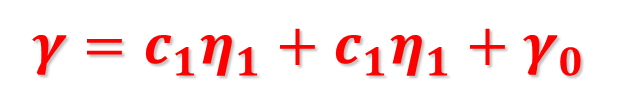 γ = c₁η₁ + c₁η₁ + γ₀